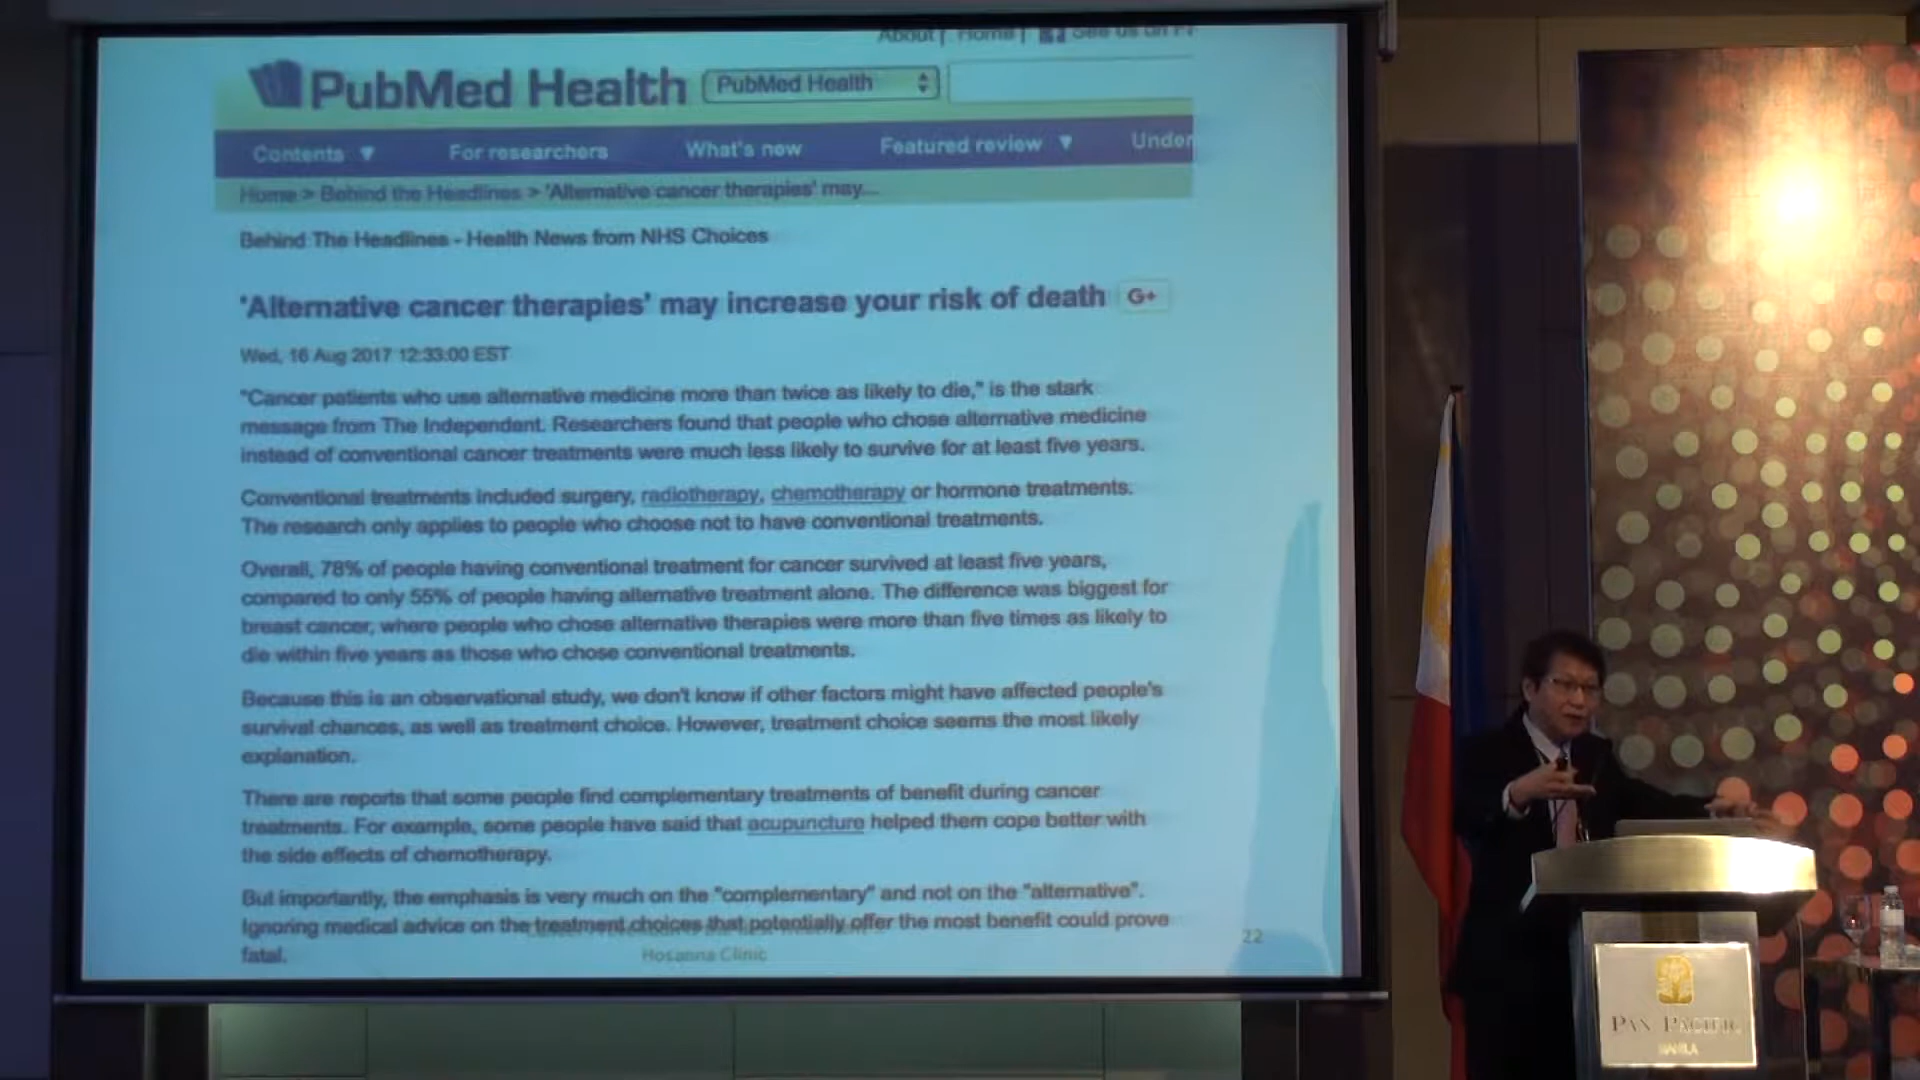 About | Home | See us on F
PubMed Health PubMed Health
Contents ▼ For researchers What's new Featured review ▼ Under
Home > Behind the Headlines > 'Alternative cancer therapies' may...
Behind The Headlines - Health News from NHS Choices
'Alternative cancer therapies' may increase your risk of death G+
Wed, 16 Aug 2017 12:33:00 EST
"Cancer patients who use alternative medicine more than twice as likely to die," is the stark
message from The Independent. Researchers found that people who chose alternative medicine
instead of conventional cancer treatments were much less likely to survive for at least five years.
Conventional treatments included surgery, radiotherapy, chemotherapy or hormone treatments.
The research only applies to people who choose not to have conventional treatments.
Overall, 78% of people having conventional treatment for cancer survived at least five years,
compared to only 55% of people having alternative treatment alone. The difference was biggest for
breast cancer, where people who chose alternative therapies were more than five times as likely to
die within five years as those who chose conventional treatments.
Because this is an observational study, we don't know if other factors might have affected people's
survival chances, as well as treatment choice. However, treatment choice seems the most likely
explanation.
There are reports that some people find complementary treatments of benefit during cancer
treatments. For example, some people have said that acupuncture helped them cope better with
the side effects of chemotherapy.
But importantly, the emphasis is very much on the "complementary" and not on the "alternative".
Ignoring medical advice on the treatment choices that potentially offer the most benefit could prove
fatal.
Hosanna Clinic
22
PAN PACIFIC
MANILA